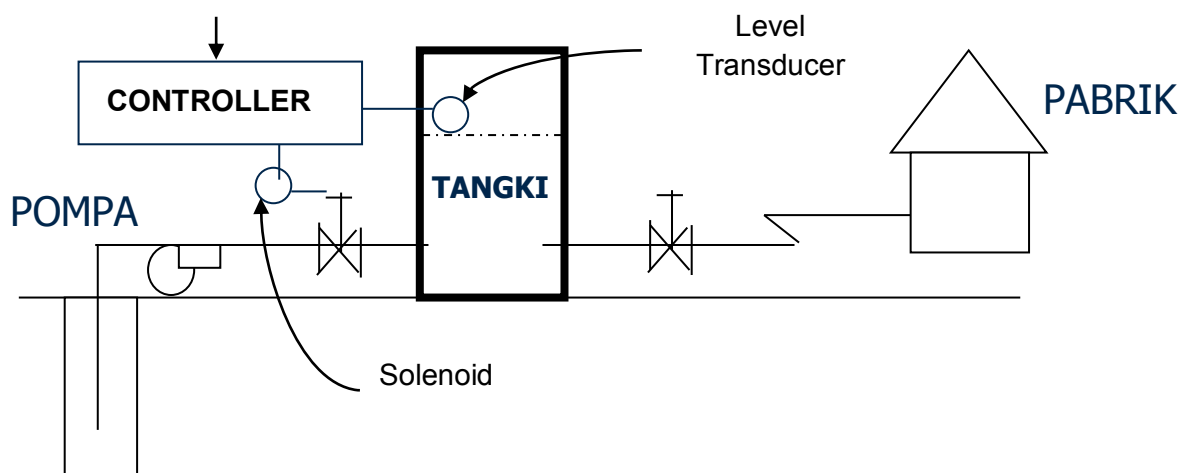 Level
Transducer
CONTROLLER
PABRIK
TANGKI
POMPA
Solenoid